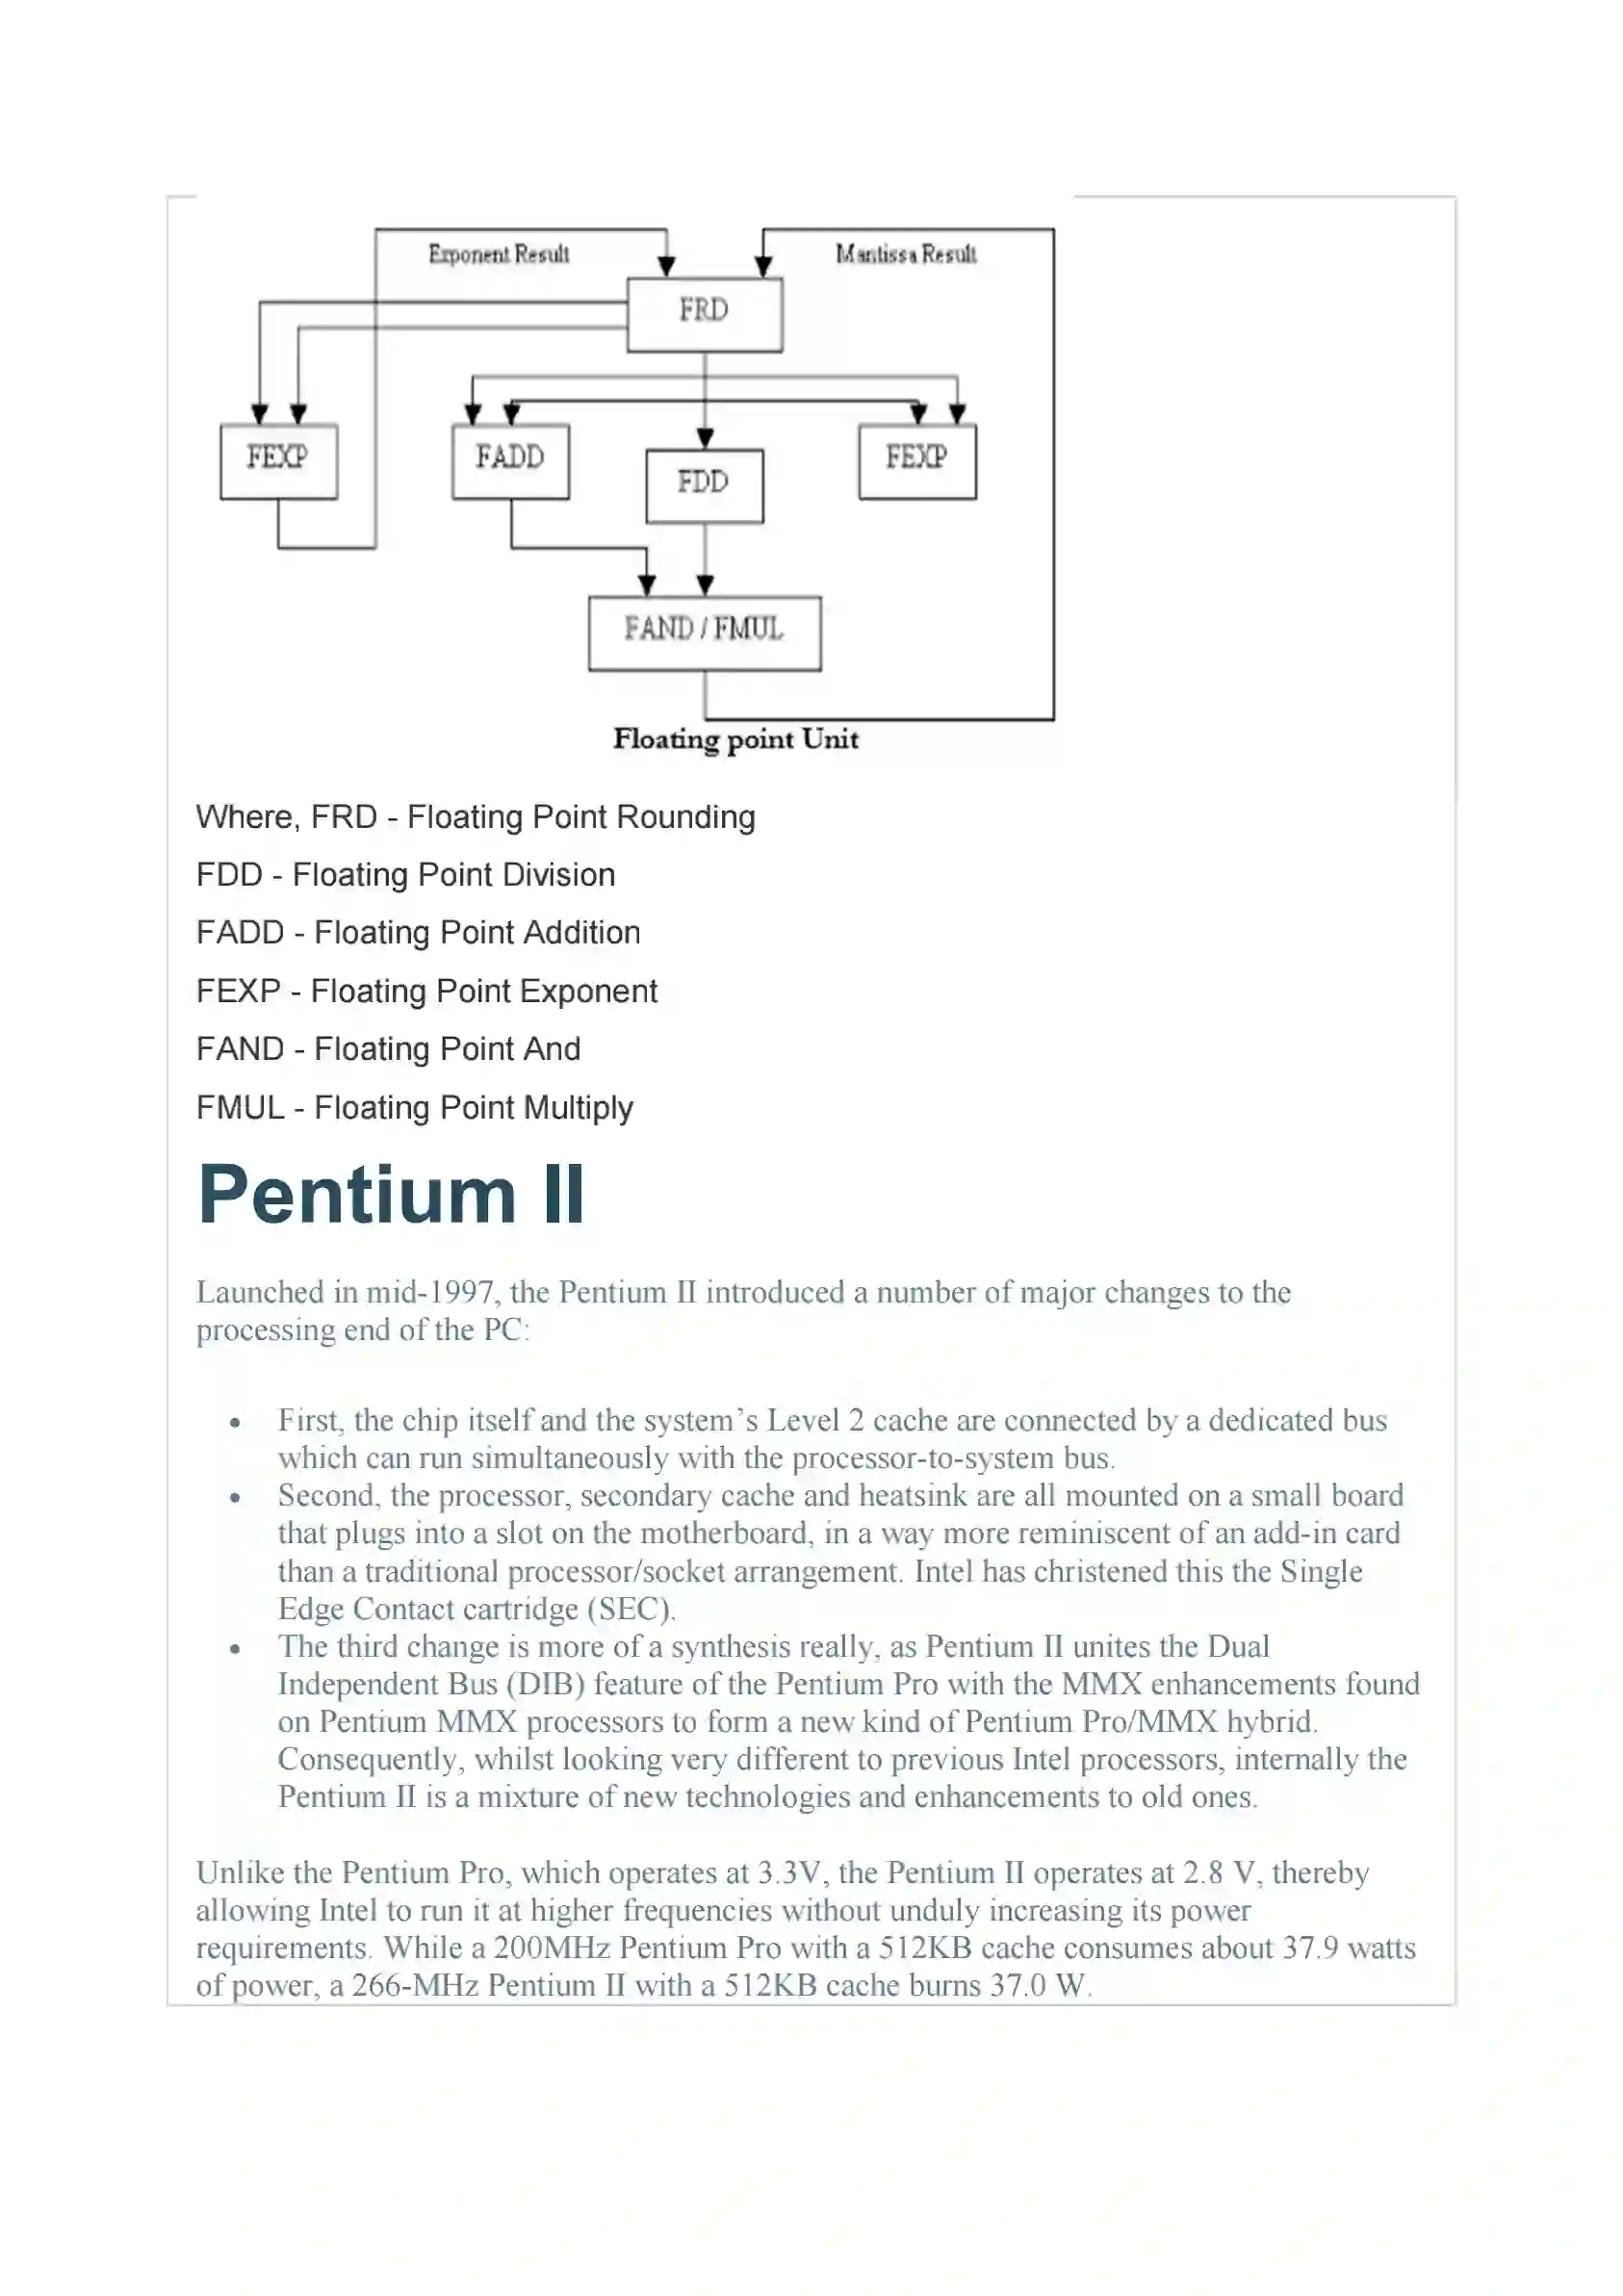 Exponent Result
Mantissa Result
FRD
FEXP
FADD
FDD
FEXP
FAND / FMUL
Floating point Unit
Where, FRD - Floating Point Rounding
FDD - Floating Point Division
FADD - Floating Point Addition
FEXP - Floating Point Exponent
FAND - Floating Point And
FMUL - Floating Point Multiply
Pentium II
Launched in mid-1997, the Pentium II introduced a number of major changes to the
processing end of the PC:
• First, the chip itself and the system’s Level 2 cache are connected by a dedicated bus
which can run simultaneously with the processor-to-system bus.
• Second, the processor, secondary cache and heatsink are all mounted on a small board
that plugs into a slot on the motherboard, in a way more reminiscent of an add-in card
than a traditional processor/socket arrangement. Intel has christened this the Single
Edge Contact cartridge (SEC).
• The third change is more of a synthesis really, as Pentium II unites the Dual
Independent Bus (DIB) feature of the Pentium Pro with the MMX enhancements found
on Pentium MMX processors to form a new kind of Pentium Pro/MMX hybrid.
Consequently, whilst looking very different to previous Intel processors, internally the
Pentium II is a mixture of new technologies and enhancements to old ones.
Unlike the Pentium Pro, which operates at 3.3V, the Pentium II operates at 2.8 V, thereby
allowing Intel to run it at higher frequencies without unduly increasing its power
requirements. While a 200MHz Pentium Pro with a 512KB cache consumes about 37.9 watts
of power, a 266-MHz Pentium II with a 512KB cache burns 37.0 W.